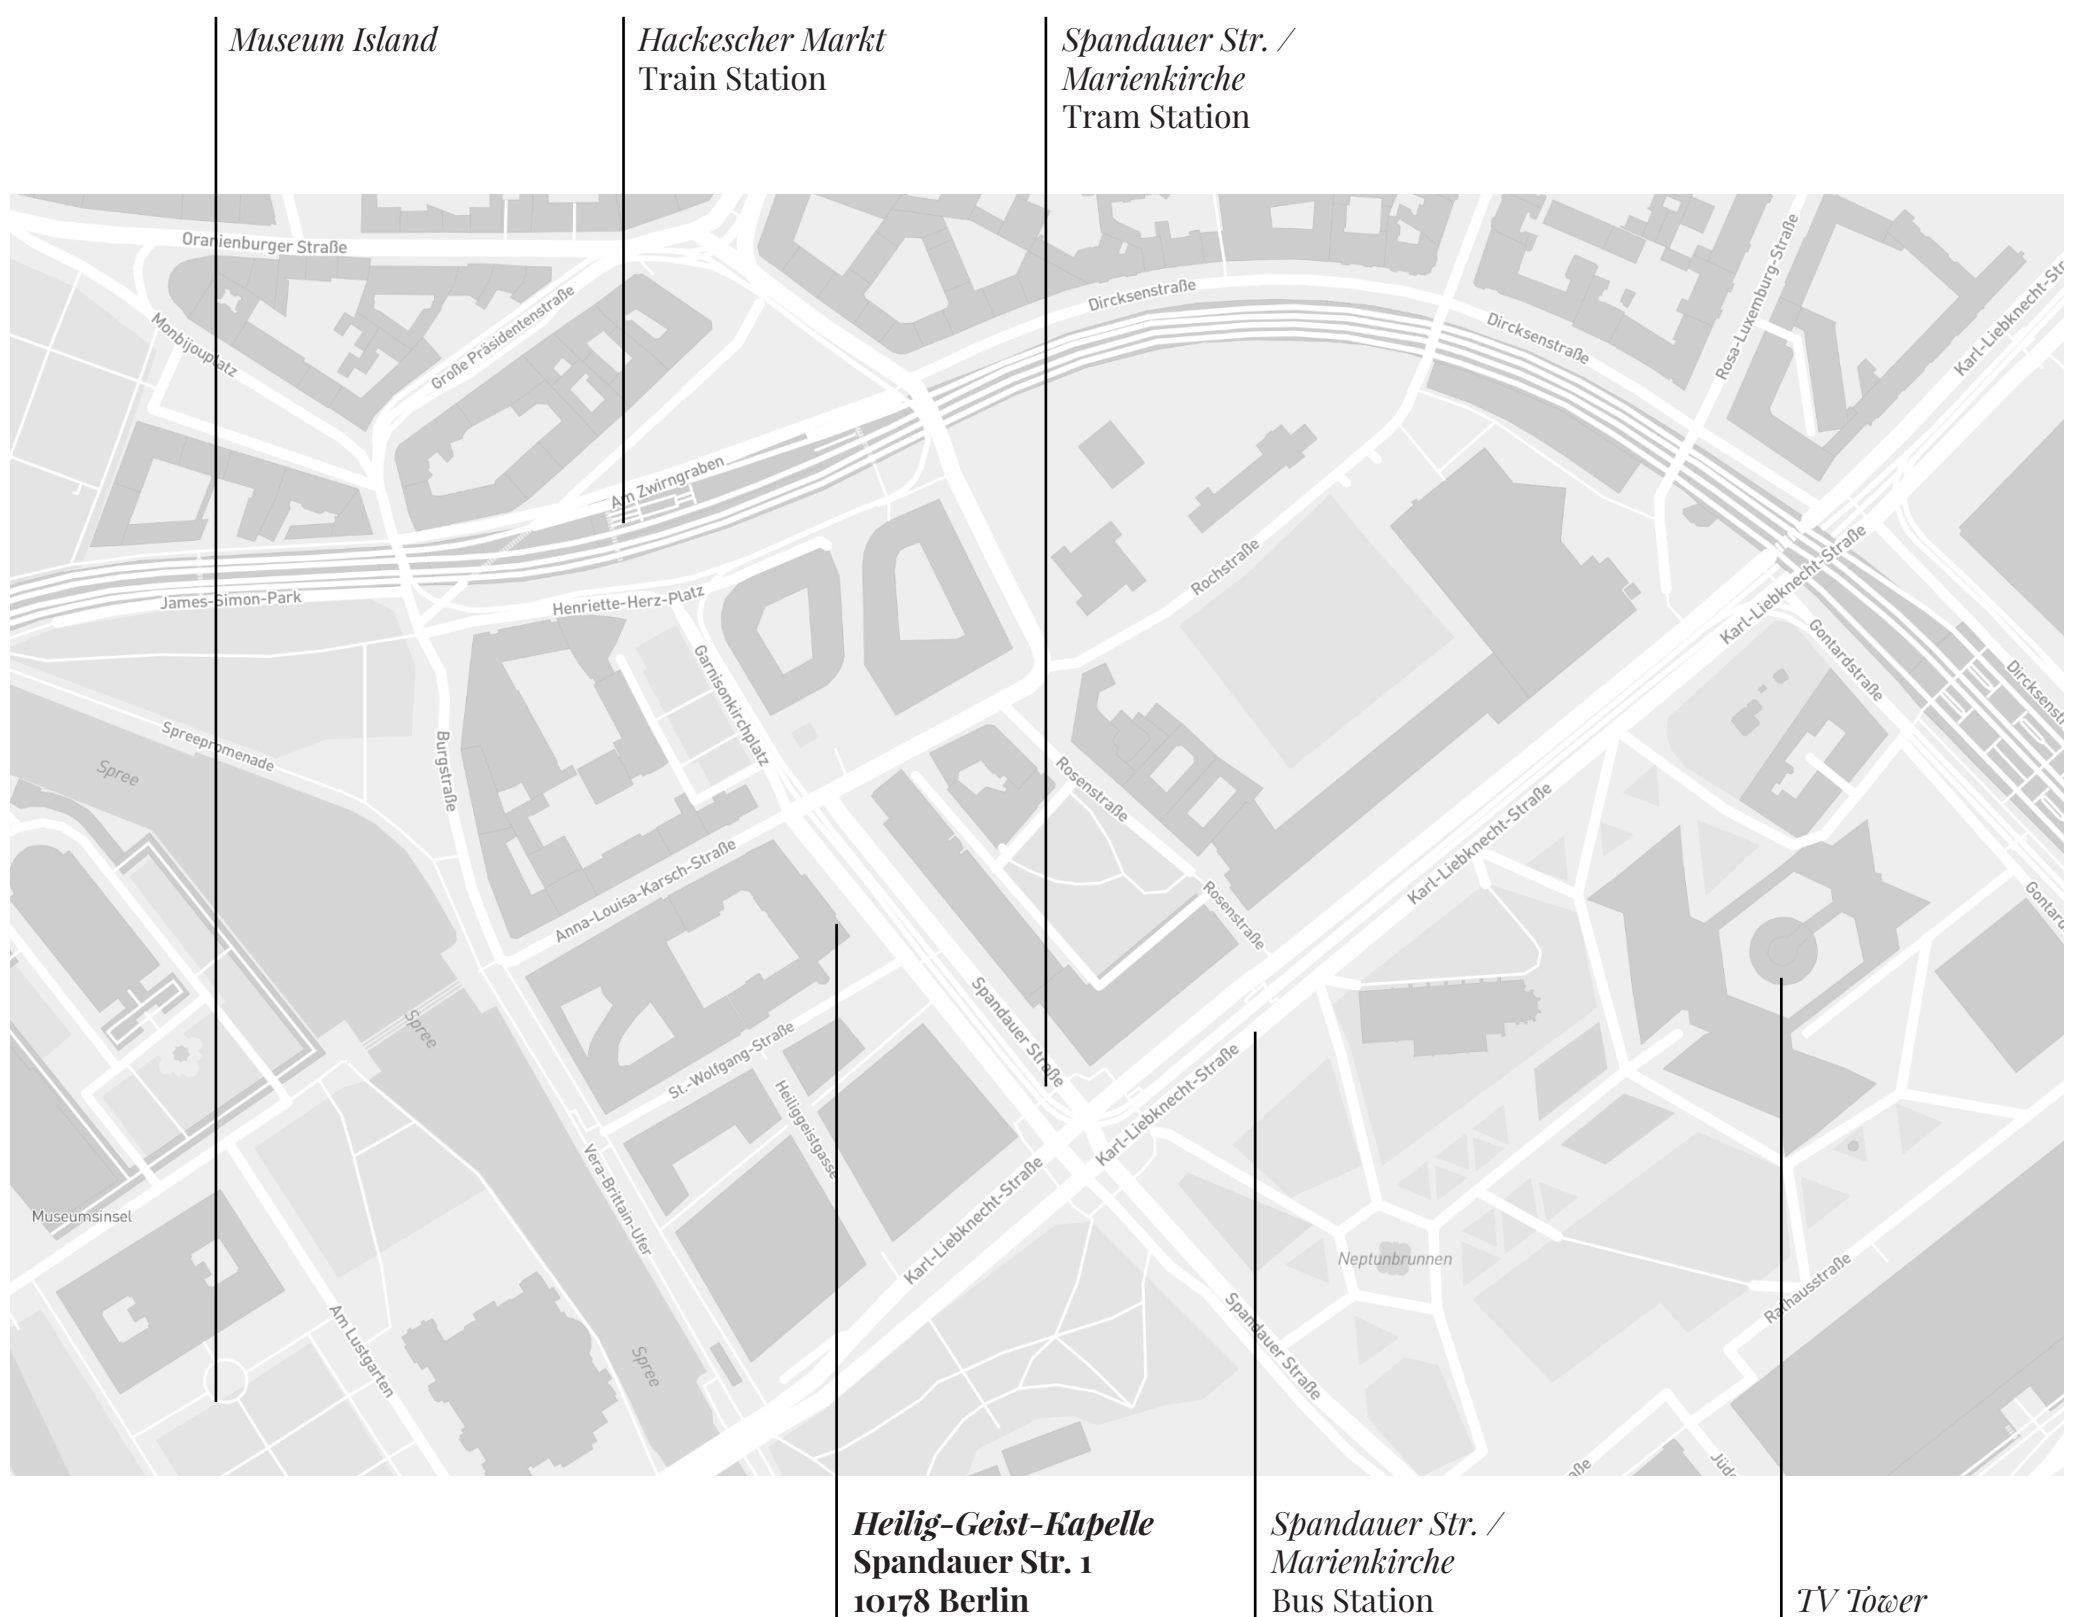 Museum Island
Hackescher Markt
Train Station
Spandauer Str. /
Marienkirche
Tram Station
Oranienburger Straße
Monbijouplatz
Große Präsidentenstraße
Dircksenstraße
Dircksenstraße
Rosa-Luxemburg-Straße
Karl-Liebknecht-Str
Am Zwirngraben
James-Simon-Park
Henriette-Herz-Platz
Rochstraße
Karl-Liebknecht-Straße
Gontardstraße
Dircksenstr
Garnisonkirchplatz
Spreepromenade
Spree
Burgstraße
Rosenstraße
Karl-Liebknecht-Straße
Anna-Louisa-Karsch-Straße
Rosenstraße
Gontard
Spree
Spandauer Straße
St.-Wolfgang-Straße
Heiliggeistgasse
Karl-Liebknecht-Straße
Vera-Brittain-Ufer
Karl-Liebknecht-Straße
Museumsinsel
Neptunbrunnen
Rathausstraße
Am Lustgarten
Spree
Spandauer Straße
aße
Jüd
Heilig-Geist-Kapelle
Spandauer Str. 1
10178 Berlin
Spandauer Str. /
Marienkirche
Bus Station
TV Tower